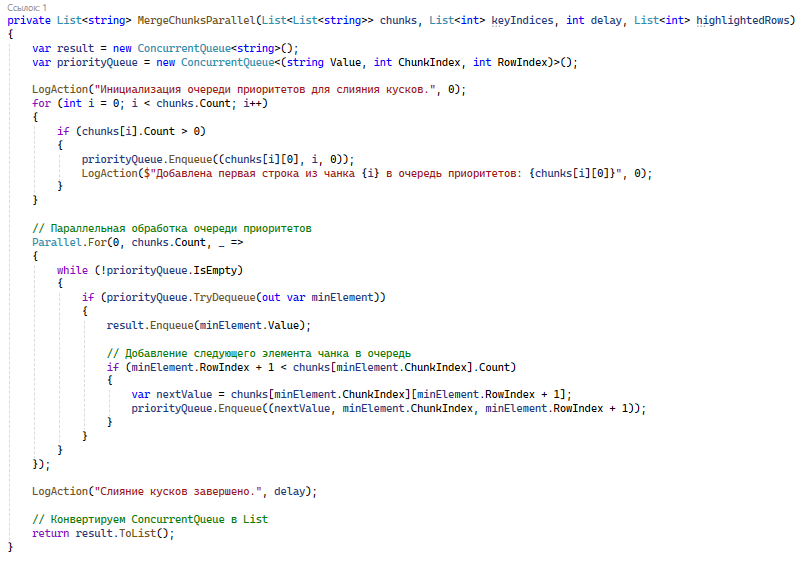 Ссылок: 1
private List<string> MergeChunksParallel(List<List<string>> chunks, List<int> keyIndices, int delay, List<int> highlightedRows)
{
    var result = new ConcurrentQueue<string>();
    var priorityQueue = new ConcurrentQueue<(string Value, int ChunkIndex, int RowIndex)>();

    LogAction("Инициализация очереди приоритетов для слияния кусков.", 0);
    for (int i = 0; i < chunks.Count; i++)
    {
        if (chunks[i].Count > 0)
        {
            priorityQueue.Enqueue((chunks[i][0], i, 0));
            LogAction($"Добавлена первая строка из чанка {i} в очередь приоритетов: {chunks[i][0]}", 0);
        }
    }

    // Параллельная обработка очереди приоритетов
    Parallel.For(0, chunks.Count, _ =>
    {
        while (!priorityQueue.IsEmpty)
        {
            if (priorityQueue.TryDequeue(out var minElement))
            {
                result.Enqueue(minElement.Value);

                // Добавление следующего элемента чанка в очередь
                if (minElement.RowIndex + 1 < chunks[minElement.ChunkIndex].Count)
                {
                    var nextValue = chunks[minElement.ChunkIndex][minElement.RowIndex + 1];
                    priorityQueue.Enqueue((nextValue, minElement.ChunkIndex, minElement.RowIndex + 1));
                }
            }
        }
    });

    LogAction("Слияние кусков завершено.", delay);

    // Конвертируем ConcurrentQueue в List
    return result.ToList();
}